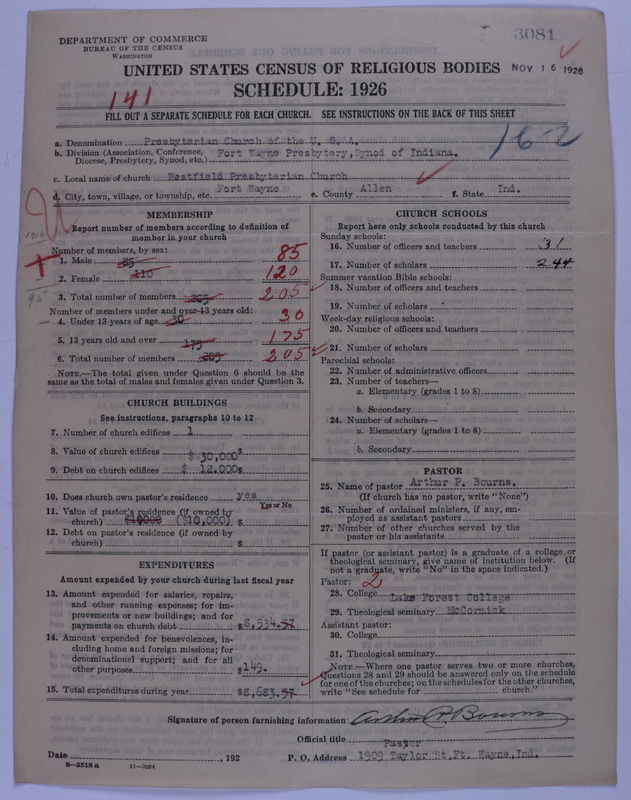 DEPARTMENT OF COMMERCE
BUREAU OF THE CENSUS
WASHINGTON
3081
UNITED STATES CENSUS OF RELIGIOUS BODIES
NOV 16 1926
SCHEDULE: 1926
141
FILL OUT A SEPARATE SCHEDULE FOR EACH CHURCH. SEE INSTRUCTIONS ON THE BACK OF THIS SHEET
16-2
a. Denomination Presbyterian Church of the U. S. A.
b. Division (Association, Conference, Diocese, Presbytery, Synod, etc.) Fort Wayne Presbytery, Synod of Indiana.
c. Local name of church Westfield Presbyterian Church
d. City, town, village, or township, etc. Fort Wayne e. County Allen f. State Ind.
MEMBERSHIP
Report number of members according to definition of
member in your church
Number of members, by sex:
1. Male 85 85
2. Female 110 120
3. Total number of members 205 205
Number of members under and over 13 years old:
4. Under 13 years of age 30 30
5. 13 years old and over 175 175
6. Total number of members 205 205
NOTE.—The total given under Question 6 should be the
same as the total of males and females given under Question 3.
CHURCH BUILDINGS
See instructions, paragraphs 10 to 12
7. Number of church edifices 1
8. Value of church edifices $ 30,000 $
9. Debt on church edifices $ 12.000 $
10. Does church own pastor's residence yes
Yes or No
11. Value of pastor's residence (if owned by
church) $10000 ($10,000) $
12. Debt on pastor's residence (if owned by
church) $
EXPENDITURES
Amount expended by your church during last fiscal year
13. Amount expended for salaries, repairs,
and other running expenses; for im-
provements or new buildings; and for
payments on church debt $8,534.57
14. Amount expended for benevolences, in-
cluding home and foreign missions; for
denominational support; and for all
other purposes $149.
15. Total expenditures during year $8,683.57
CHURCH SCHOOLS
Report here only schools conducted by this church
Sunday schools:
16. Number of officers and teachers 31
17. Number of scholars 244
Summer vacation Bible schools:
18. Number of officers and teachers
19. Number of scholars
Week-day religious schools:
20. Number of officers and teachers
21. Number of scholars
Parochial schools:
22. Number of administrative officers
23. Number of teachers—
a. Elementary (grades 1 to 8)
b. Secondary
24. Number of scholars—
a. Elementary (grades 1 to 8)
b. Secondary
PASTOR
25. Name of pastor Arthur P. Bourns.
(If church has no pastor, write "None")
26. Number of ordained ministers, if any, em-
ployed as assistant pastors
27. Number of other churches served by the
pastor or his assistants
If pastor (or assistant pastor) is a graduate of a college or
theological seminary, give name of institution below. (If
not a graduate, write "No" in the space indicated.)
Pastor: 2
28. College Lake Forest College
29. Theological seminary McCormick
Assistant pastor:
30. College
31. Theological seminary
NOTE.—Where one pastor serves two or more churches,
Questions 28 and 29 should be answered only on the schedule
for one of the churches; on the schedules for the other churches,
write "See schedule for church."
Signature of person furnishing information Arthur P. Bourns
Official title Pastor
Date , 192 P. O. Address 1909 Taylor St, Ft. Wayne, Ind.
8—5518a 11—3684